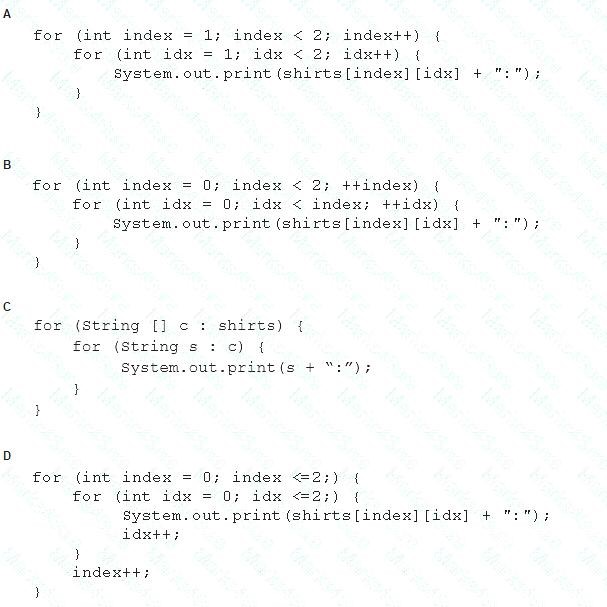 A
for (int index = 1; index < 2; index++) {
for (int idx = 1; idx < 2; idx++) {
System.out.print(shirts[index][idx] + ":");
}
}
B
for (int index = 0; index < 2; ++index) {
for (int idx = 0; idx < index; ++idx) {
System.out.print(shirts[index][idx] + ":");
}
}
C
for (String [] c : shirts) {
for (String s : c) {
System.out.print(s + “:”);
}
}
D
for (int index = 0; index <=2;) {
for (int idx = 0; idx <=2;) {
System.out.print(shirts[index][idx] + ":");
idx++;
}
index++;
}